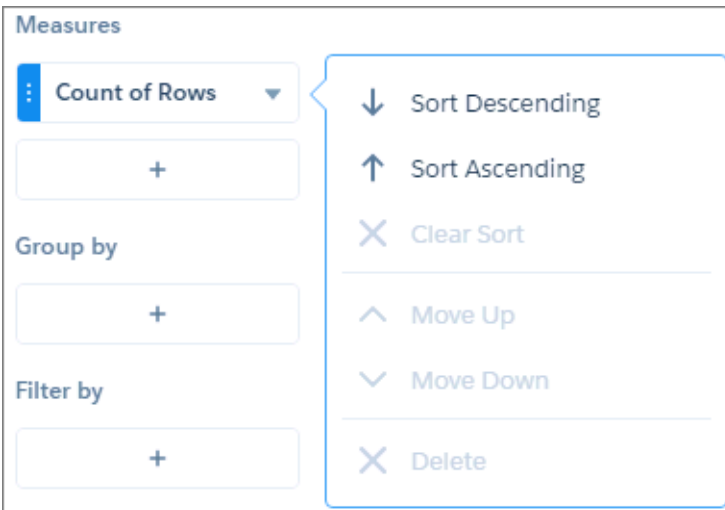 Measures
Count of Rows
+
Group by
+
Filter by
+
Sort Descending
Sort Ascending
Clear Sort
Move Up
Move Down
Delete